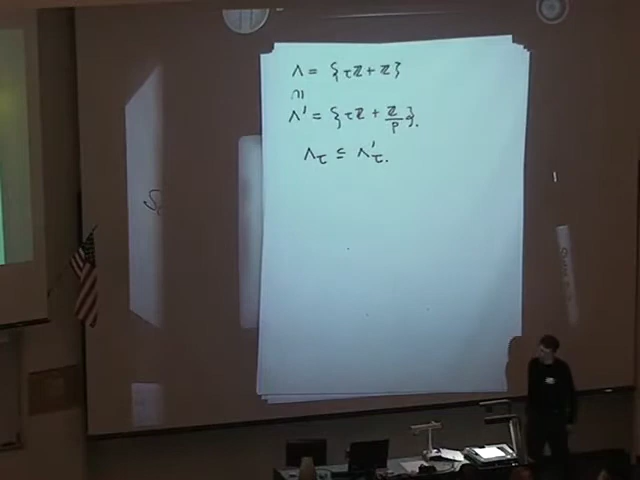 Λ = {τℤ + ℤ}
∩|
Λ' = {τℤ + ℤ/p}.
Λ_τ ⊆ Λ'_τ.